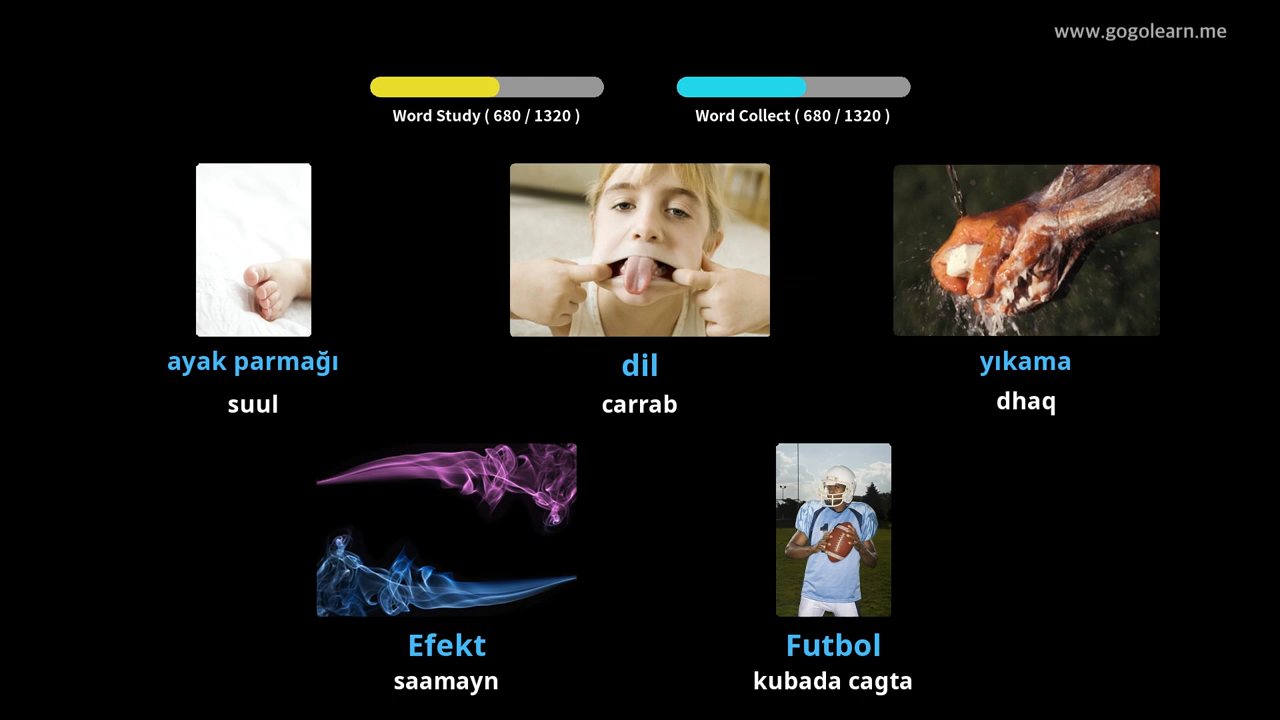 www.gogolearn.me
Word Study ( 680 / 1320 )
Word Collect ( 680 / 1320 )
ayak parmağı
suul
dil
carrab
yıkama
dhaq
Efekt
saamayn
Futbol
kubada cagta